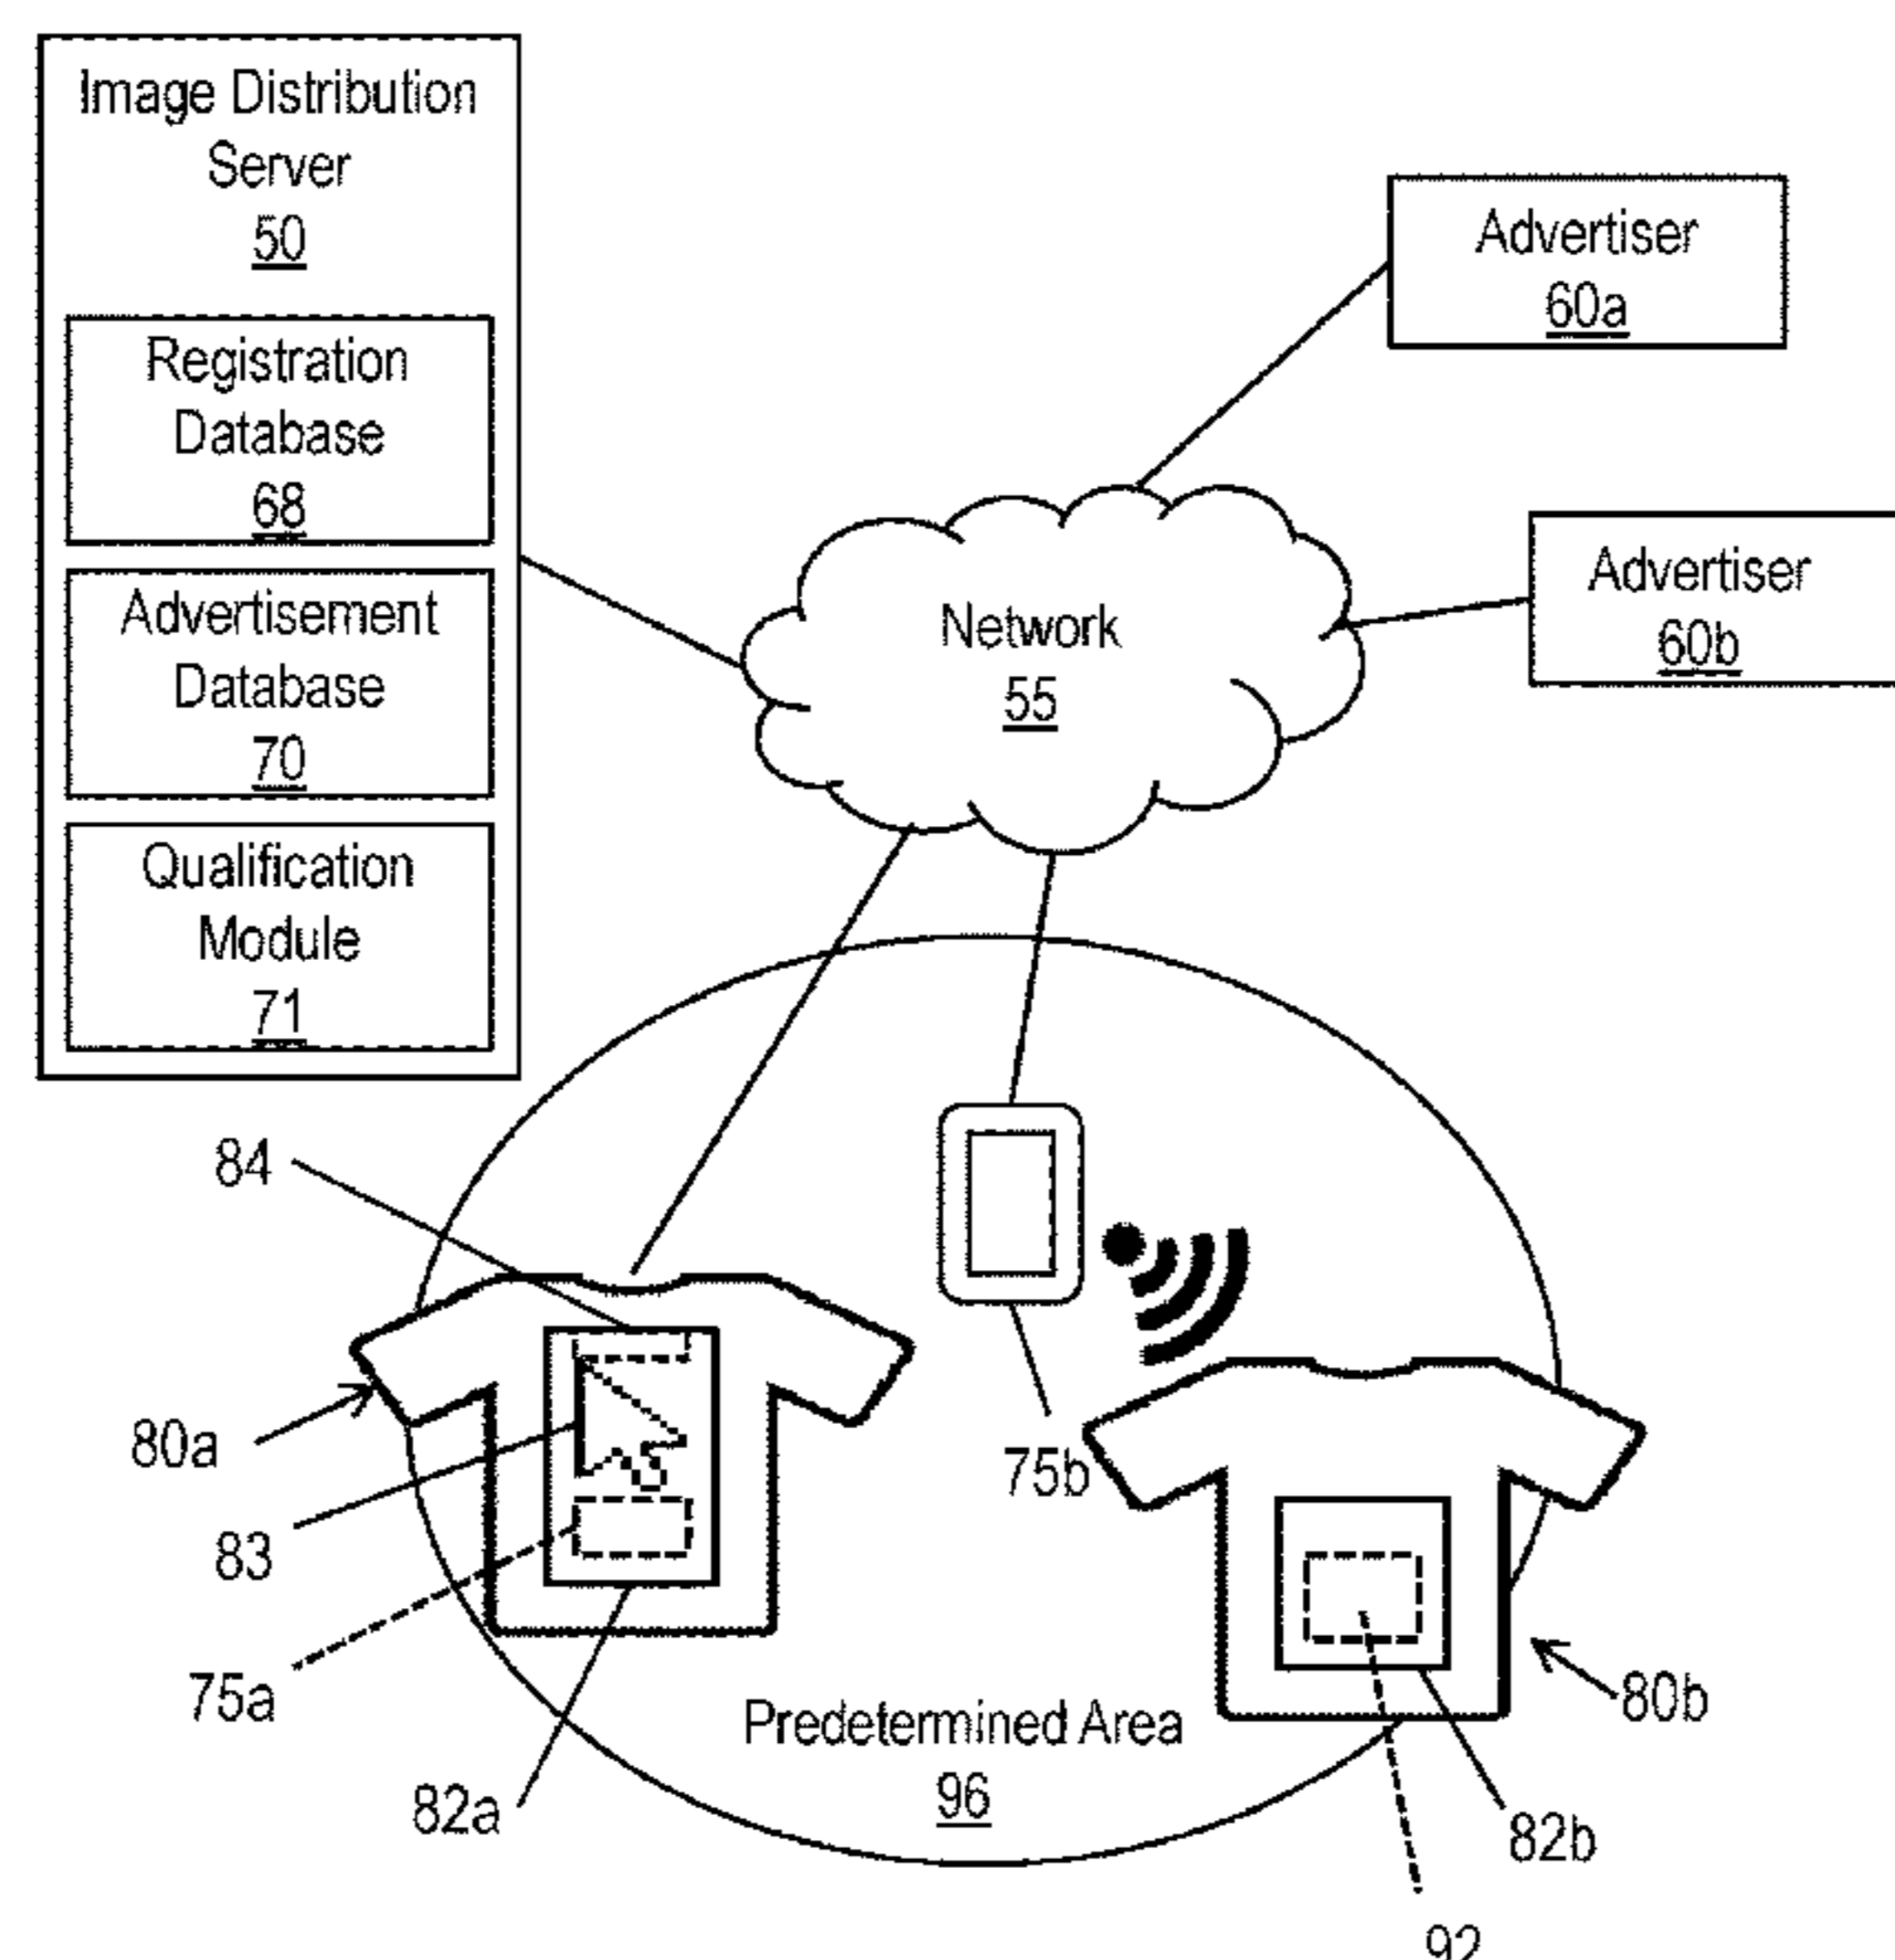 Image Distribution
Server
50
Registration
Database
68
Advertisement
Database
70
Qualification
Module
71
Advertiser
60a
Advertiser
60b
Network
55
84
80a
83
75a
82a
75b
Predetermined Area
96
80b
82b
92